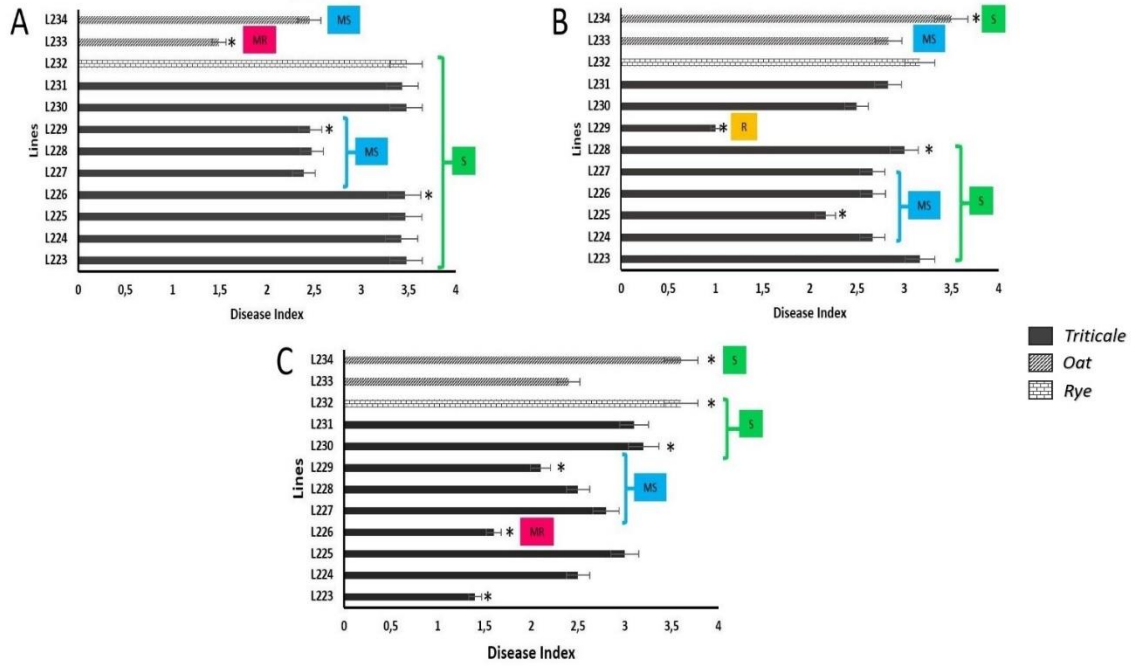 A
L234
MS
L233
*
MR
L232
L231
L230
L229
*
L228
MS
L227
S
L226
*
L225
L224
L223
Lines
0 0,5 1 1,5 2 2,5 3 3,5 4
Disease Index
B
L234
* S
L233
MS
L232
L231
L230
L229
* R
L228
*
L227
L226
MS
S
L225
*
L224
L223
Lines
0 0,5 1 1,5 2 2,5 3 3,5 4
Disease Index
Triticale
Oat
Rye
C
L234
* S
L233
L232
*
L231
S
L230
*
L229
*
L228
MS
L227
L226
* MR
L225
L224
L223
*
Lines
0 0,5 1 1,5 2 2,5 3 3,5 4
Disease Index